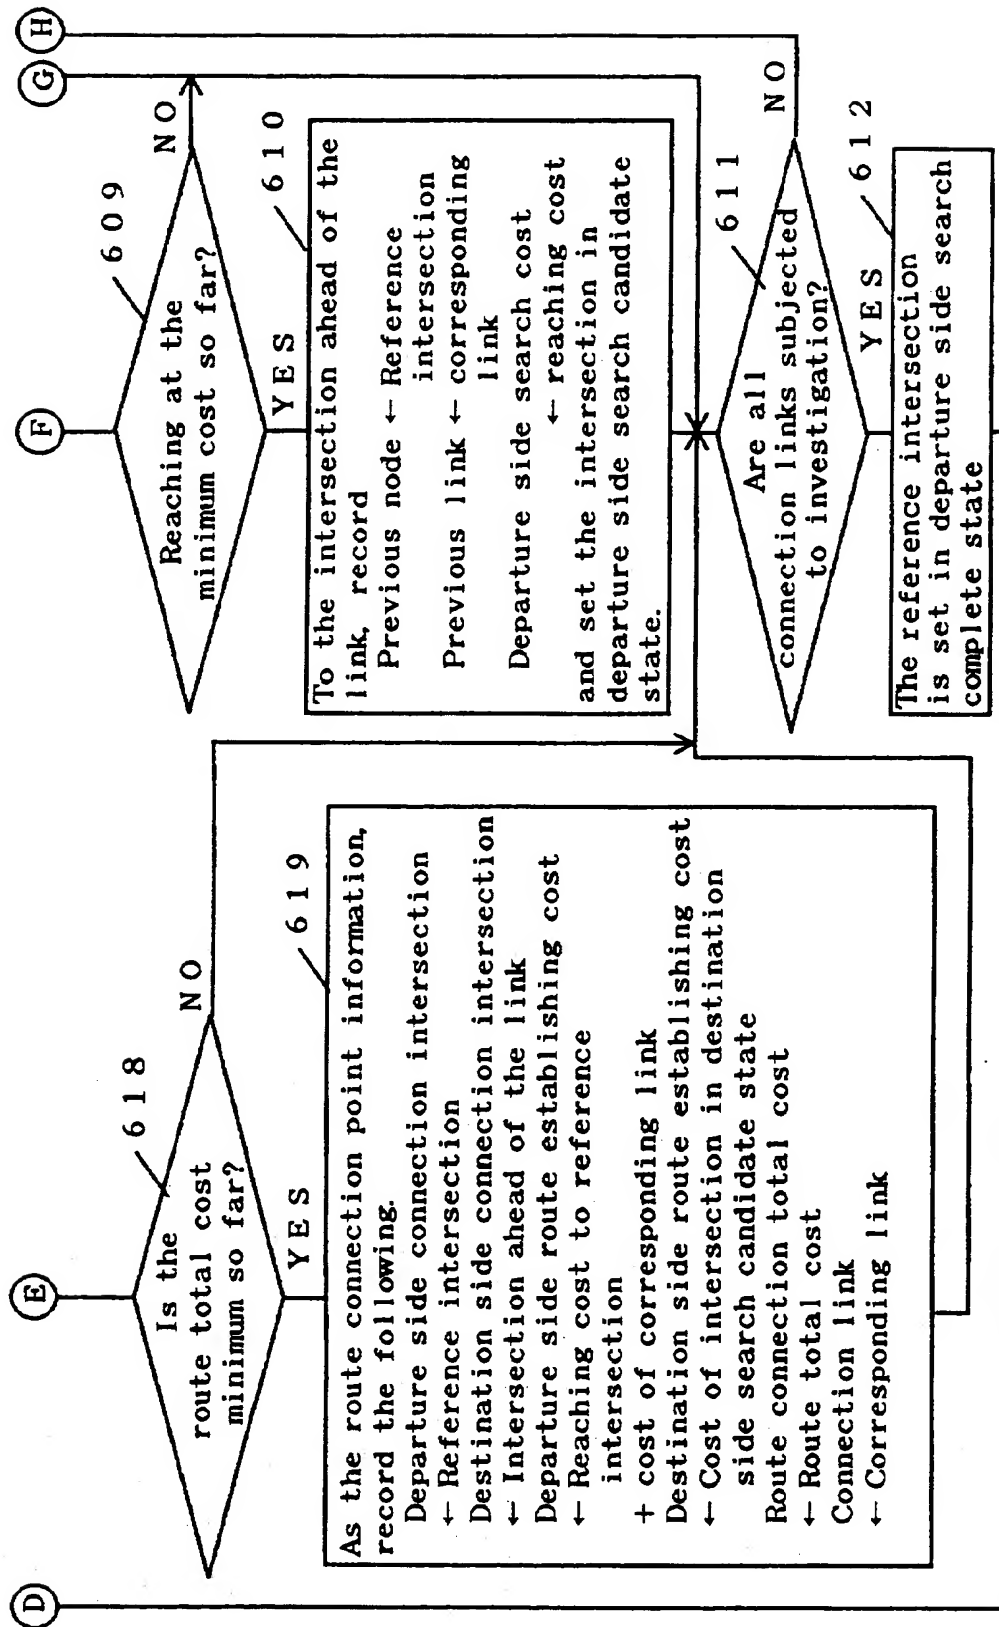 D
E
F
G
H
Is the
route total cost
minimum so far?
618
NO
YES
619
As the route connection point information,
record the following.
Departure side connection intersection
← Reference intersection
Destination side connection intersection
← Intersection ahead of the link
Departure side route establishing cost
← Reaching cost to reference
intersection
+ cost of corresponding link
Destination side route establishing cost
← Cost of intersection in destination
side search candidate state
Route connection total cost
← Route total cost
Connection link
← Corresponding link
Reaching at the
minimum cost so far?
609
NO
YES
610
To the intersection ahead of the
link, record
Previous node ← Reference
intersection
Previous link ← corresponding
link
Departure side search cost
← reaching cost
and set the intersection in
departure side search candidate
state.
Are all
connection links subjected
to investigation?
611
NO
YES
612
The reference intersection
is set in departure side search
complete state